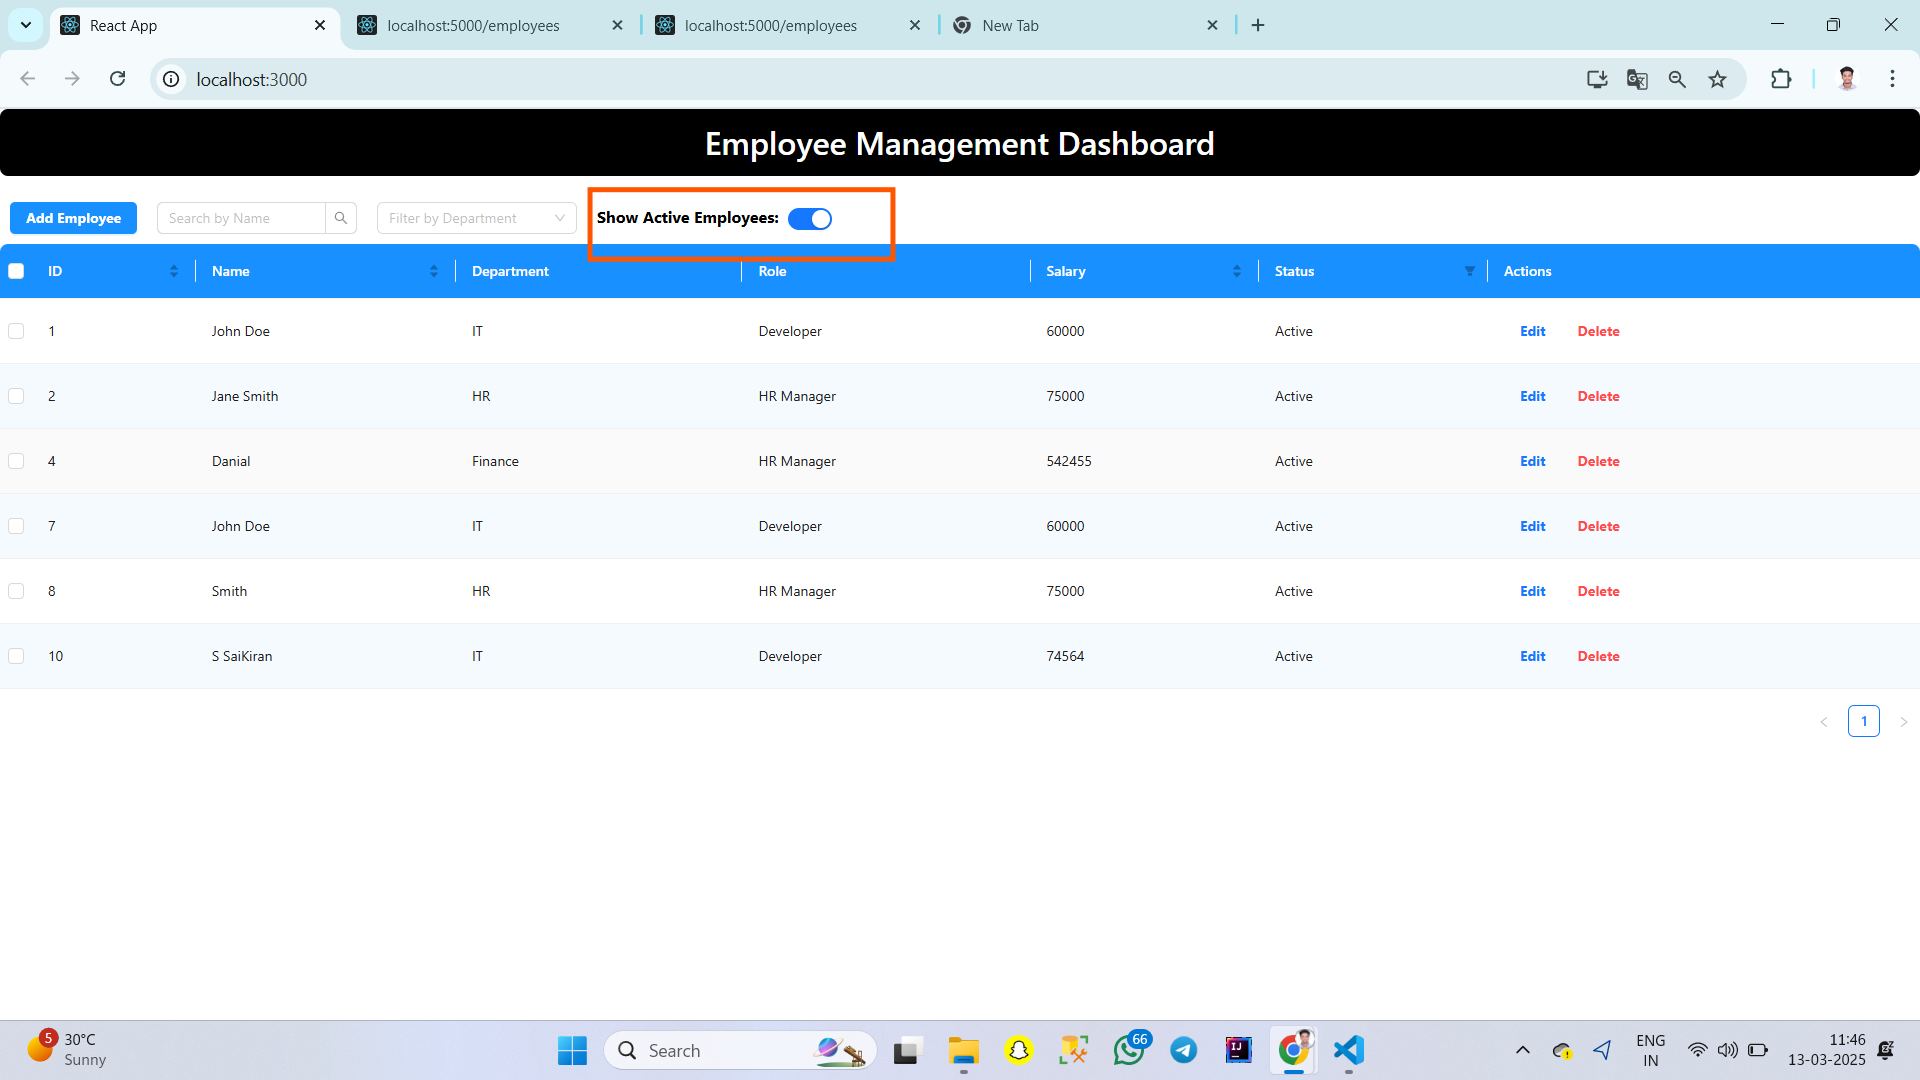 React App
localhost:5000/employees
localhost:5000/employees
New Tab
localhost:3000
Employee Management Dashboard
Add Employee
Search by Name
Filter by Department
Show Active Employees:
ID Name Department Role Salary Status Actions
1 John Doe IT Developer 60000 Active Edit Delete
2 Jane Smith HR HR Manager 75000 Active Edit Delete
4 Danial Finance HR Manager 542455 Active Edit Delete
7 John Doe IT Developer 60000 Active Edit Delete
8 Smith HR HR Manager 75000 Active Edit Delete
10 S SaiKiran IT Developer 74564 Active Edit Delete
1
5
30°C
Sunny
Search
66
IJ
ENG
IN
11:46
13-03-2025